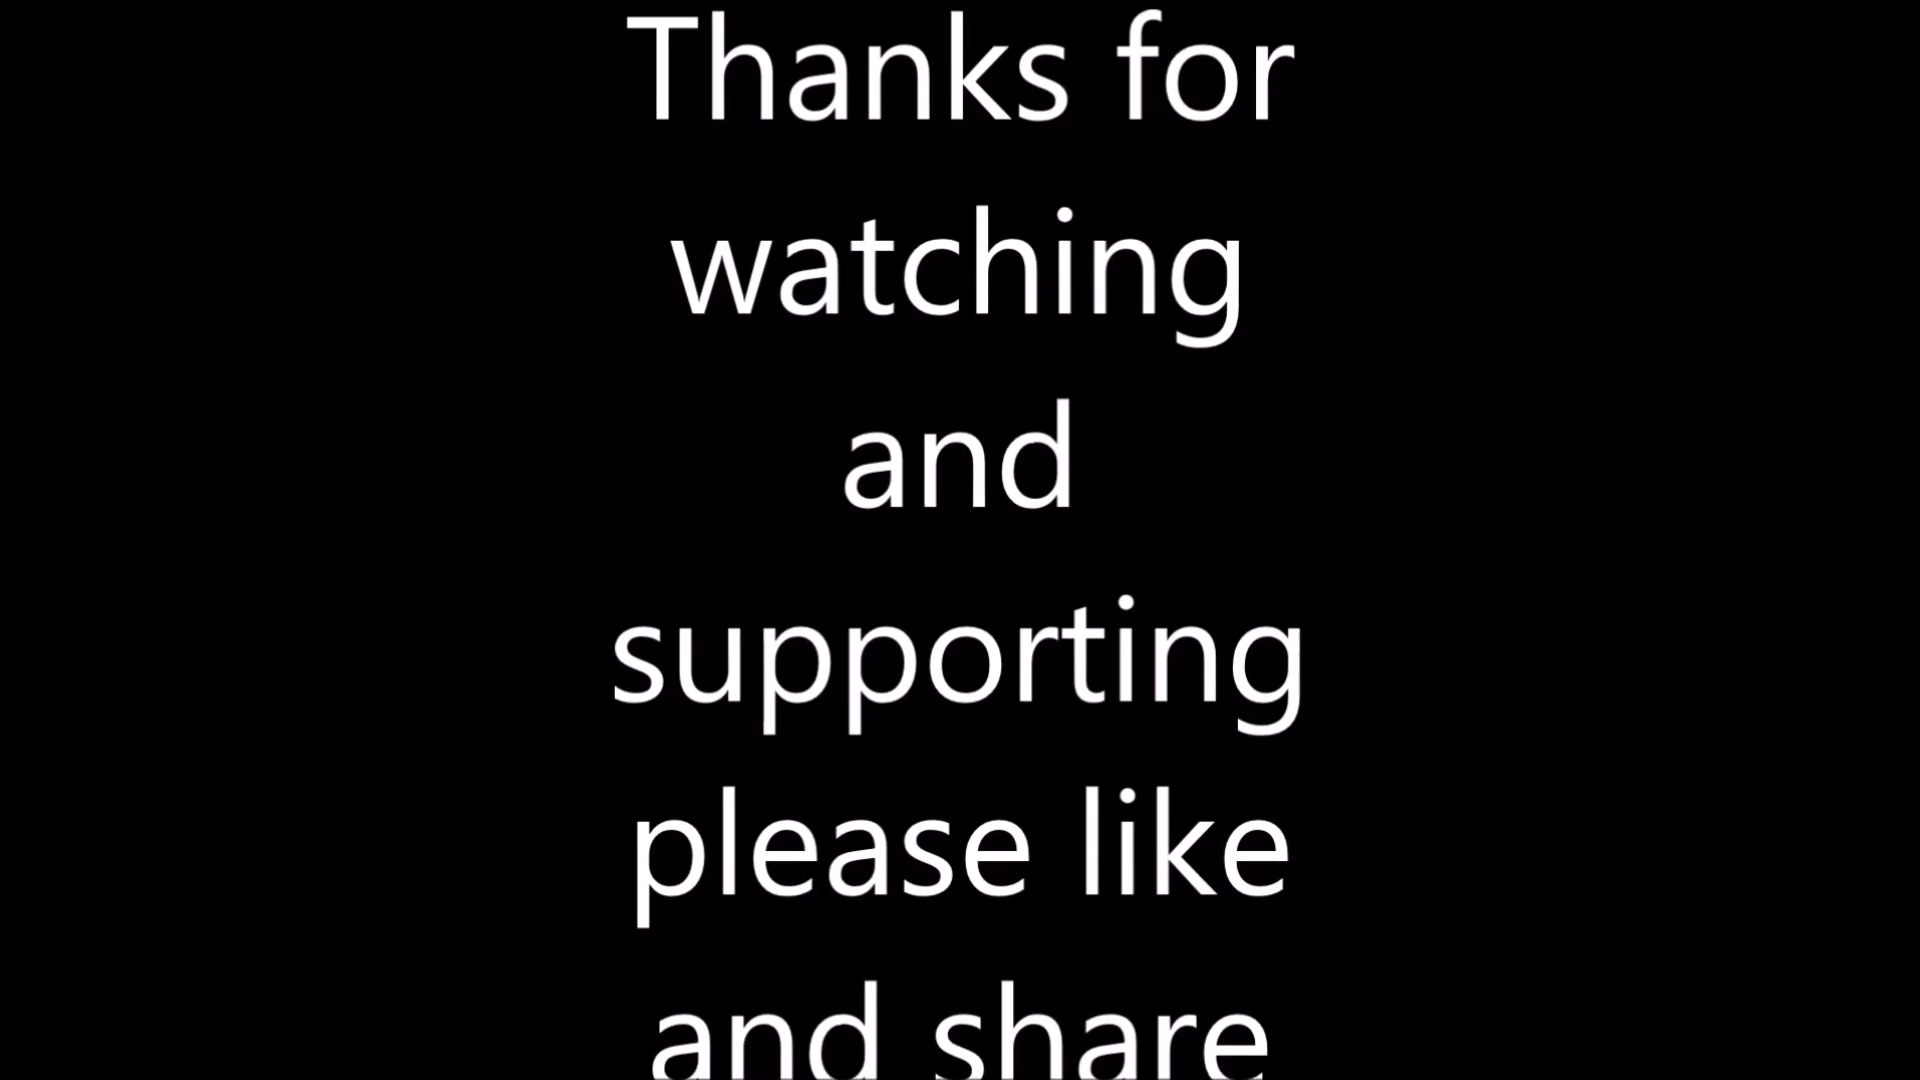 Thanks for
watching
and
supporting
please like
and share